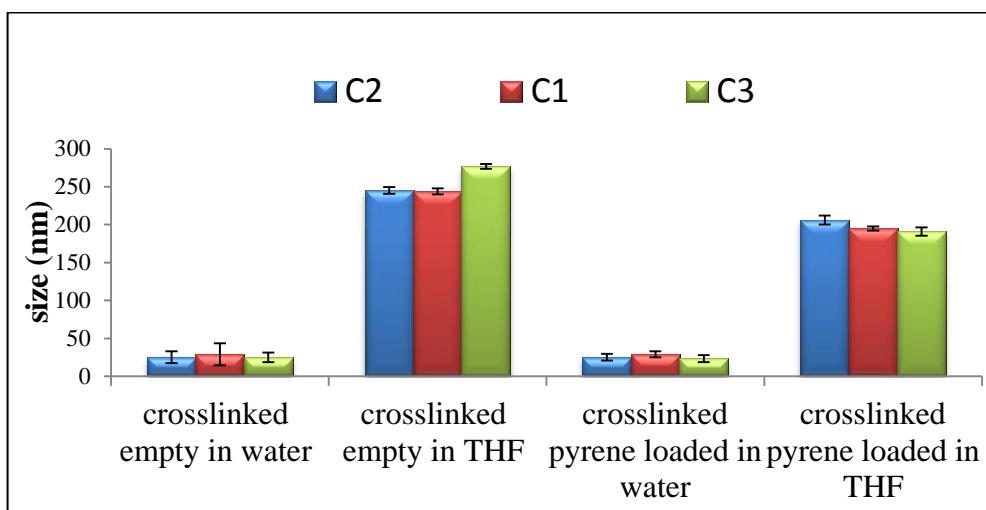 C2 C1 C3
300
250
200
150
100
50
0
size (nm)
crosslinked
empty in water
crosslinked
empty in THF
crosslinked
pyrene loaded in
water
crosslinked
pyrene loaded in
THF